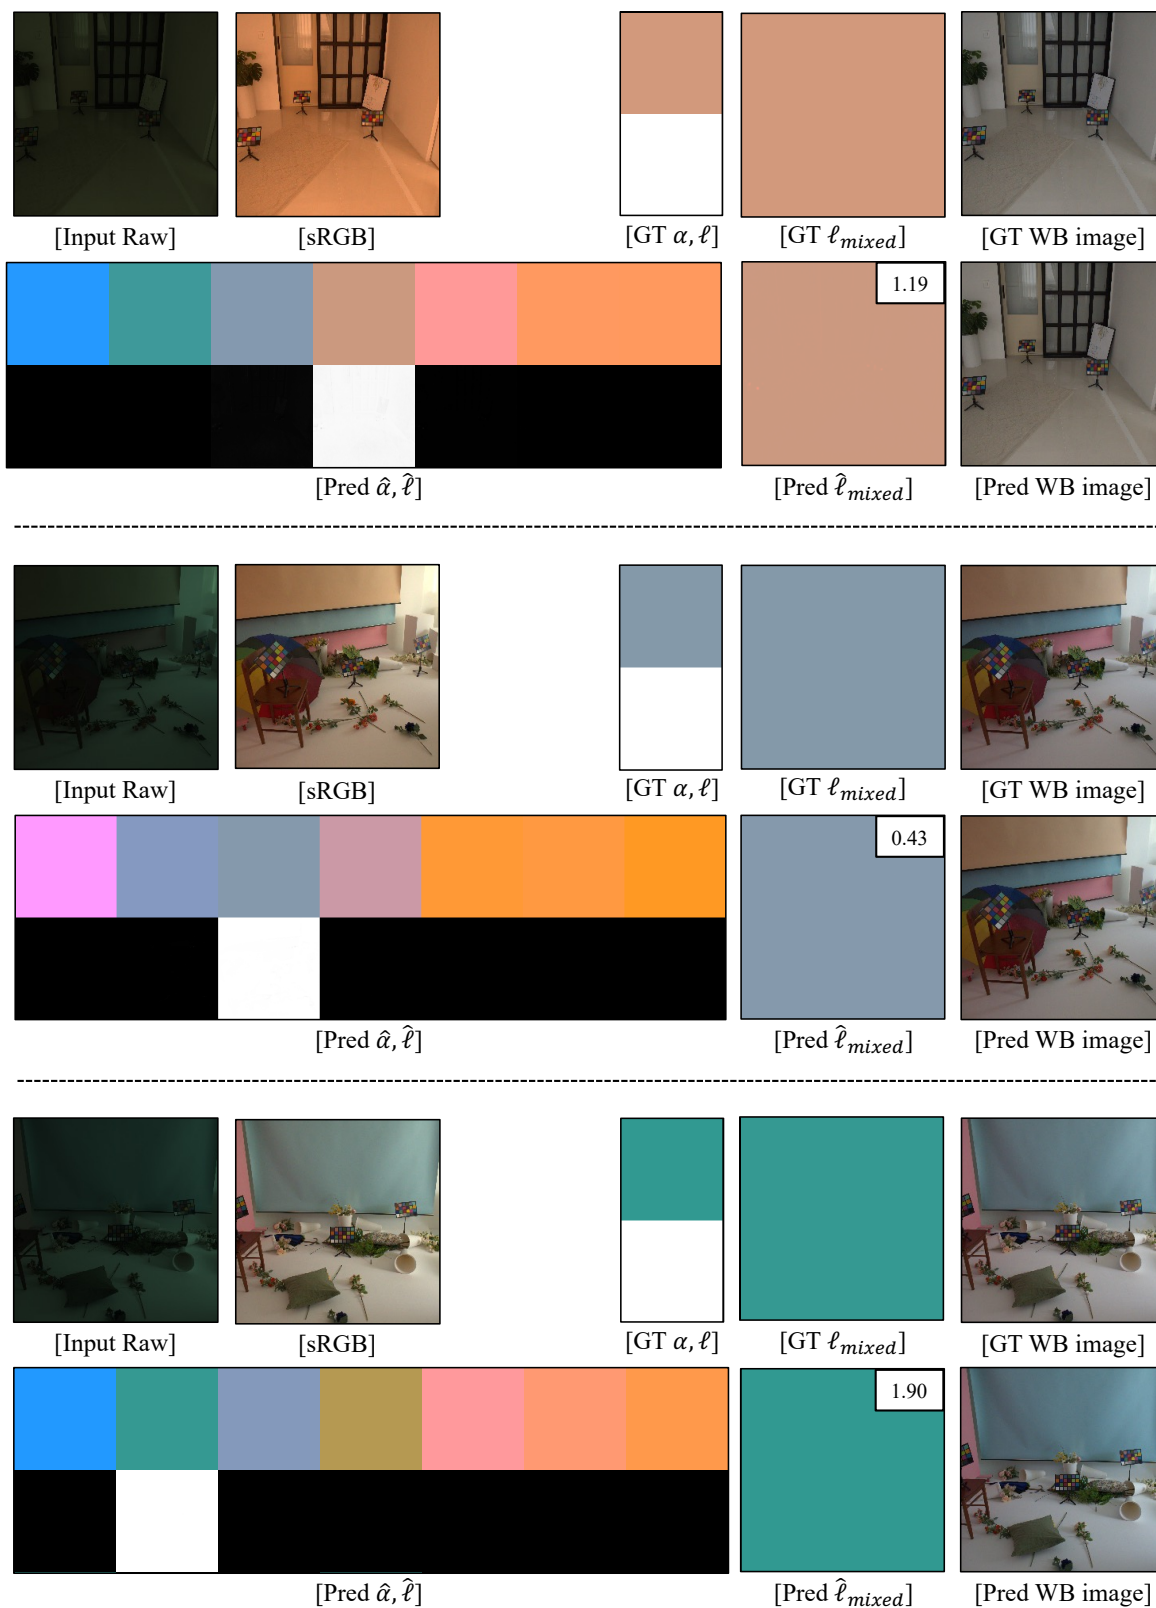 [Input Raw] [sRGB] [GT α, ℓ] [GT ℓ_mixed] [GT WB image]
1.19
[Pred α̂, ℓ̂] [Pred ℓ̂_mixed] [Pred WB image]
[Input Raw] [sRGB] [GT α, ℓ] [GT ℓ_mixed] [GT WB image]
0.43
[Pred α̂, ℓ̂] [Pred ℓ̂_mixed] [Pred WB image]
[Input Raw] [sRGB] [GT α, ℓ] [GT ℓ_mixed] [GT WB image]
1.90
[Pred α̂, ℓ̂] [Pred ℓ̂_mixed] [Pred WB image]